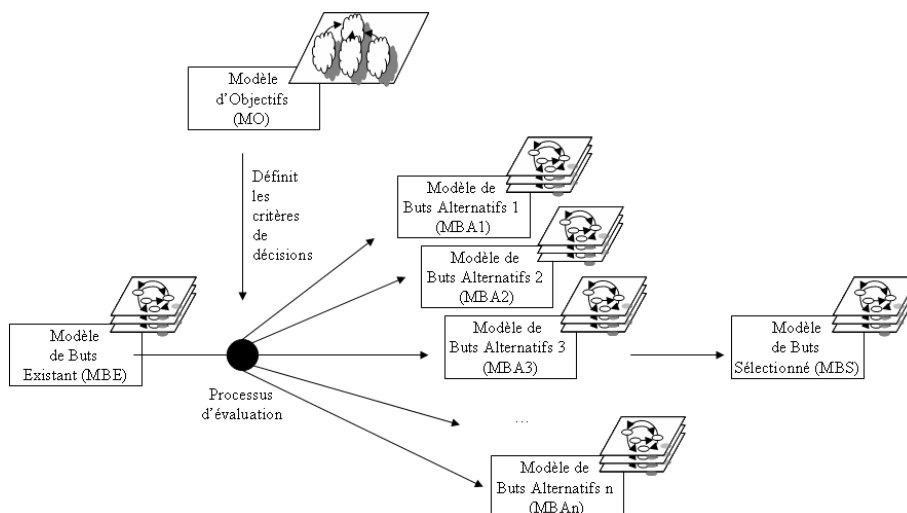 Modèle
d'Objectifs
(MO)
Définit
les
critères
de
décisions
Modèle de
Buts Alternatifs 1
(MBA1)
Modèle de
Buts Alternatifs 2
(MBA2)
Modèle
de Buts
Existant (MBE)
Modèle de
Buts Alternatifs 3
(MBA3)
Modèle
de Buts
Sélectionné (MBS)
Processus
d'évaluation
...
Modèle de
Buts Alternatifs n
(MBAn)